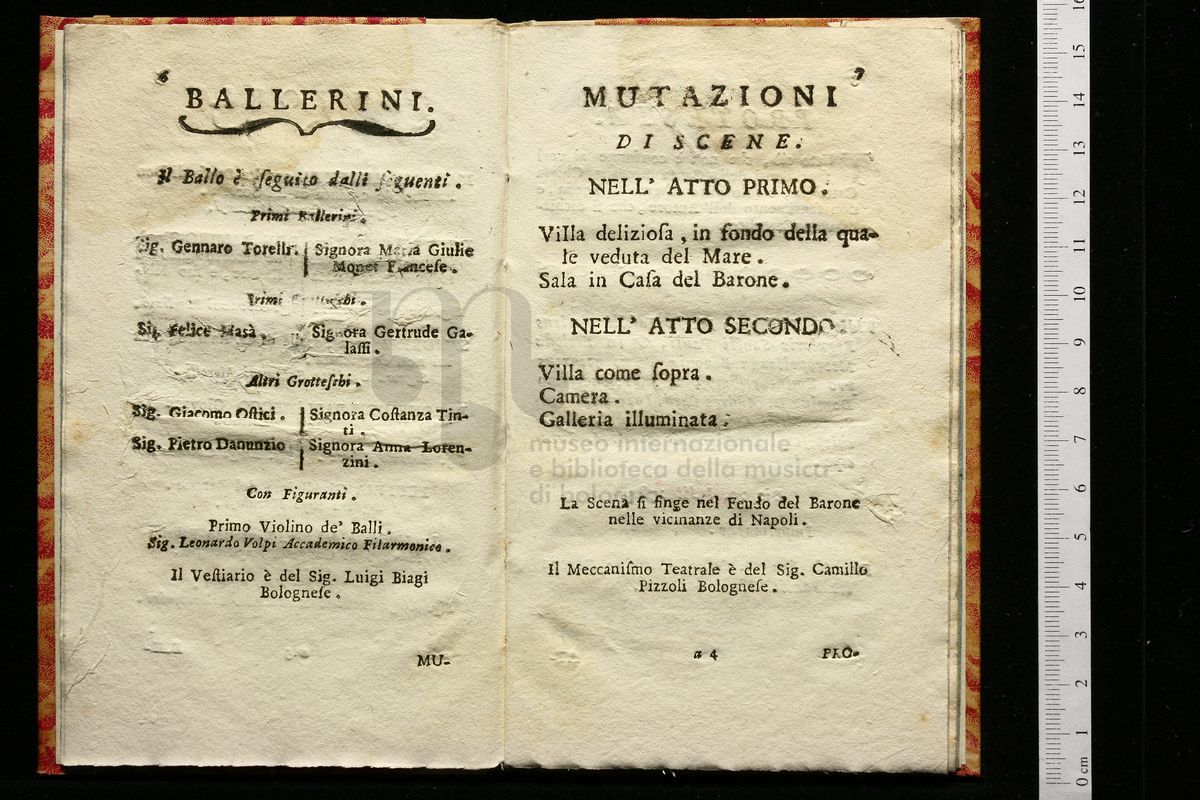 6
BALLERINI.
Il Ballo è ſeguito dalli ſeguenti.
Primi Ballerini.
Sig. Gennaro Torelli. Signora Maria Giulie
Monet Franceſe.
Primi Grotteſchi.
Sig. Felice Masà. Signora Gertrude Ga-
laſſi.
Altri Grotteſchi.
Sig. Giacomo Oſtici. Signora Coſtanza Tin-
ti.
Sig. Pietro Danunzio Signora Anna Loren-
zini.
Con Figuranti.
Primo Violino de' Balli.
Sig. Leonardo Volpi Accademico Filarmonico.
Il Veſtiario è del Sig. Luigi Biagi
Bologneſe.
MU-
7
MUTAZIONI
DI SCENE.
NELL' ATTO PRIMO.
Villa delizioſa, in fondo della qua-
le veduta del Mare.
Sala in Caſa del Barone.
NELL' ATTO SECONDO
Villa come ſopra.
Camera.
Galleria illuminata.
La Scena ſi finge nel Feudo del Barone
nelle vicinanze di Napoli.
Il Meccaniſmo Teatrale è del Sig. Camillo
Pizzoli Bologneſe.
a 4
PRO-
museo internazionale
e biblioteca della musica
di bologna
0 cm 1 2 3 4 5 6 7 8 9 10 11 12 13 14 15 16